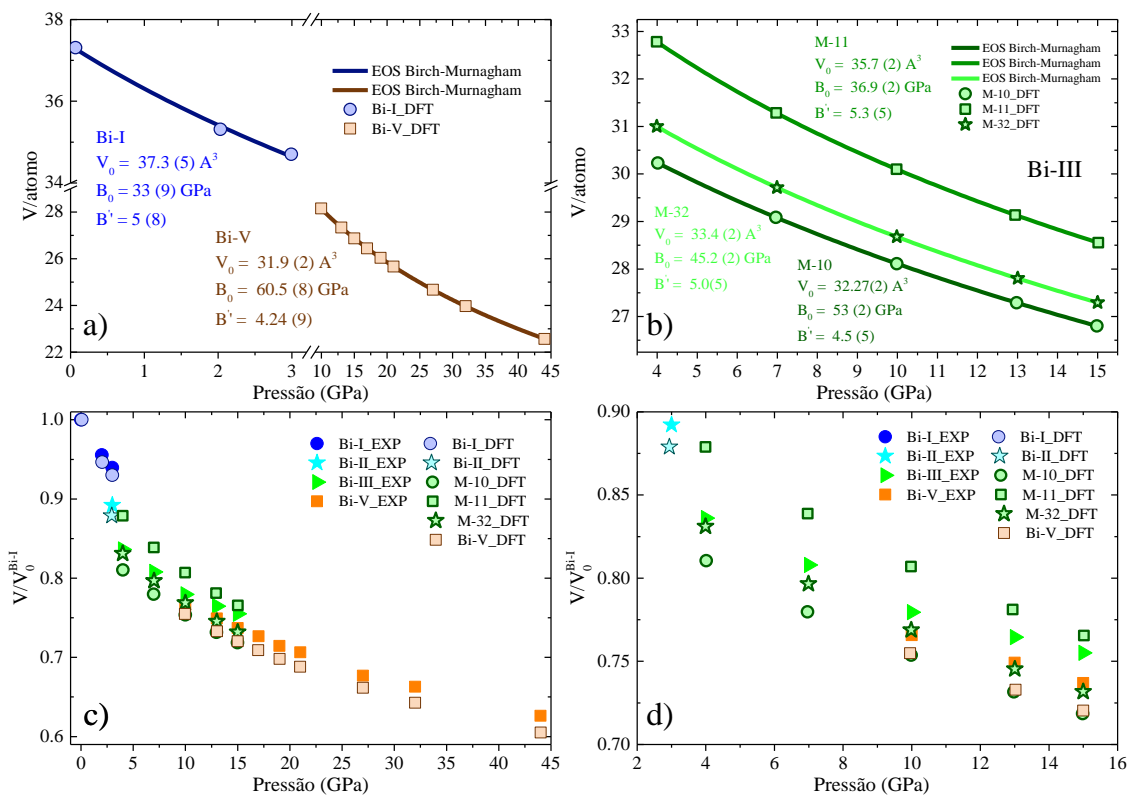 37
36
35
34
28
26
24
22
V/atomo
EOS Birch-Murnagham
EOS Birch-Murnagham
Bi-I_DFT
Bi-V_DFT
Bi-I
V0 = 37.3 (5) A3
B0 = 33 (9) GPa
B' = 5 (8)
Bi-V
V0 = 31.9 (2) A3
B0 = 60.5 (8) GPa
B' = 4.24 (9)
a)
0 1 2 3 10 15 20 25 30 35 40 45
Pressão (GPa)
33
32
31
30
29
28
27
V/atomo
M-11
V0 = 35.7 (2) A3
B0 = 36.9 (2) GPa
B' = 5.3 (5)
EOS Birch-Murnagham
EOS Birch-Murnagham
EOS Birch-Murnagham
M-10_DFT
M-11_DFT
M-32_DFT
Bi-III
M-32
V0 = 33.4 (2) A3
B0 = 45.2 (2) GPa
B' = 5.0(5)
M-10
V0 = 32.27(2) A3
B0 = 53 (2) GPa
B' = 4.5 (5)
b)
4 5 6 7 8 9 10 11 12 13 14 15
Pressão (GPa)
1.0
0.9
0.8
0.7
0.6
V/V0Bi-I
Bi-I_EXP
Bi-II_EXP
Bi-III_EXP
Bi-V_EXP
Bi-I_DFT
Bi-II_DFT
M-10_DFT
M-11_DFT
M-32_DFT
Bi-V_DFT
c)
0 5 10 15 20 25 30 35 40 45
Pressão (GPa)
0.90
0.85
0.80
0.75
0.70
V/V0Bi-I
Bi-I_EXP
Bi-II_EXP
Bi-III_EXP
Bi-V_EXP
Bi-I_DFT
Bi-II_DFT
M-10_DFT
M-11_DFT
M-32_DFT
Bi-V_DFT
d)
2 4 6 8 10 12 14 16
Pressão (GPa)